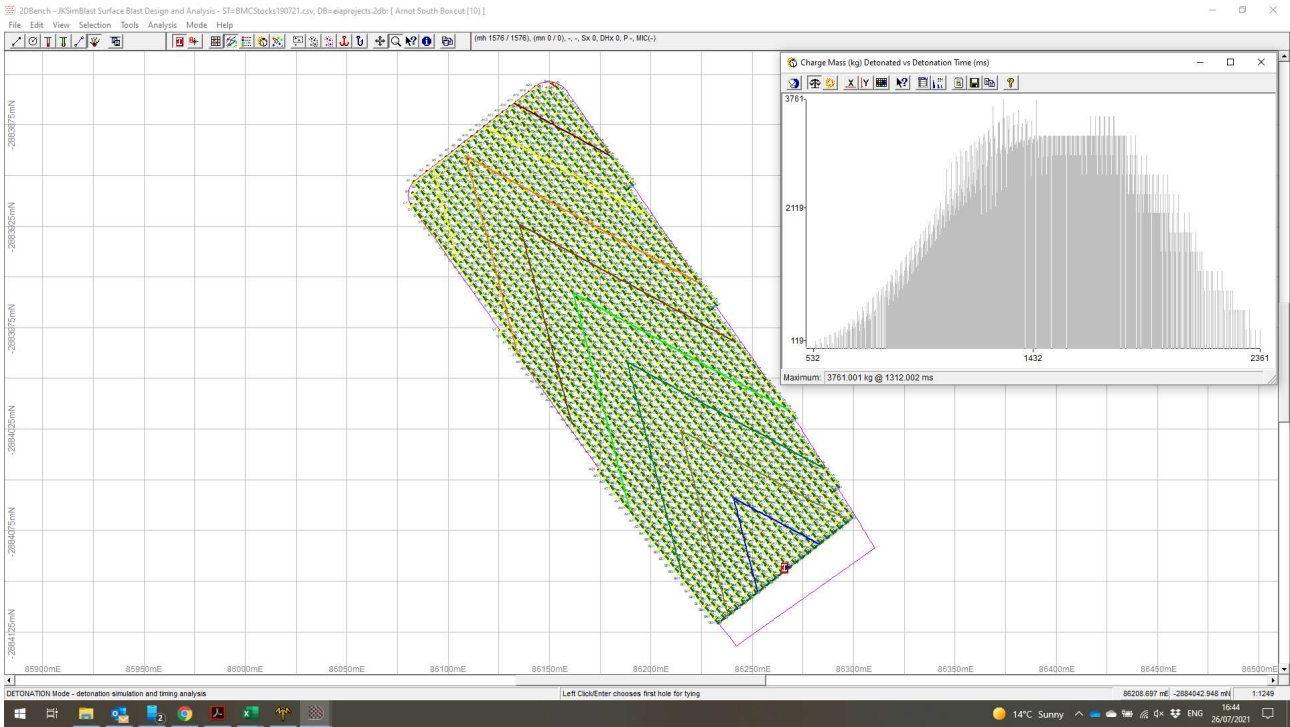 2DBench - JKSimBlast Surface Blast Design and Analysis - ST=BMCStocks190721.csv, DB=eiaprojects.2db: [ Arnot South Boxcut [10] ]
File Edit View Select Tools Analysis Mode Help
(mh 1576 / 1576), (mn 0 / 0), -, -, Sx 0, DHx 0, P -, MIC(-)
Charge Mass (kg) Detonated vs Detonation Time (ms)
X Y
3761
2119
119
532 1432 2361
Maximum: 3761.001 kg @ 1312.002 ms
-2883875mN
-2883925mN
-2883975mN
-2884025mN
-2884075mN
-2884125mN
85900mE 85950mE 86000mE 86050mE 86100mE 86150mE 86200mE 86250mE 86300mE 86350mE 86400mE 86450mE 86500mE
DETONATION Mode - detonation simulation and timing analysis Left Click/Enter chooses first hole for tying 86208.697 mE -2884042.948 mN 1:1249
14°C Sunny ENG 16:44
26/07/2021